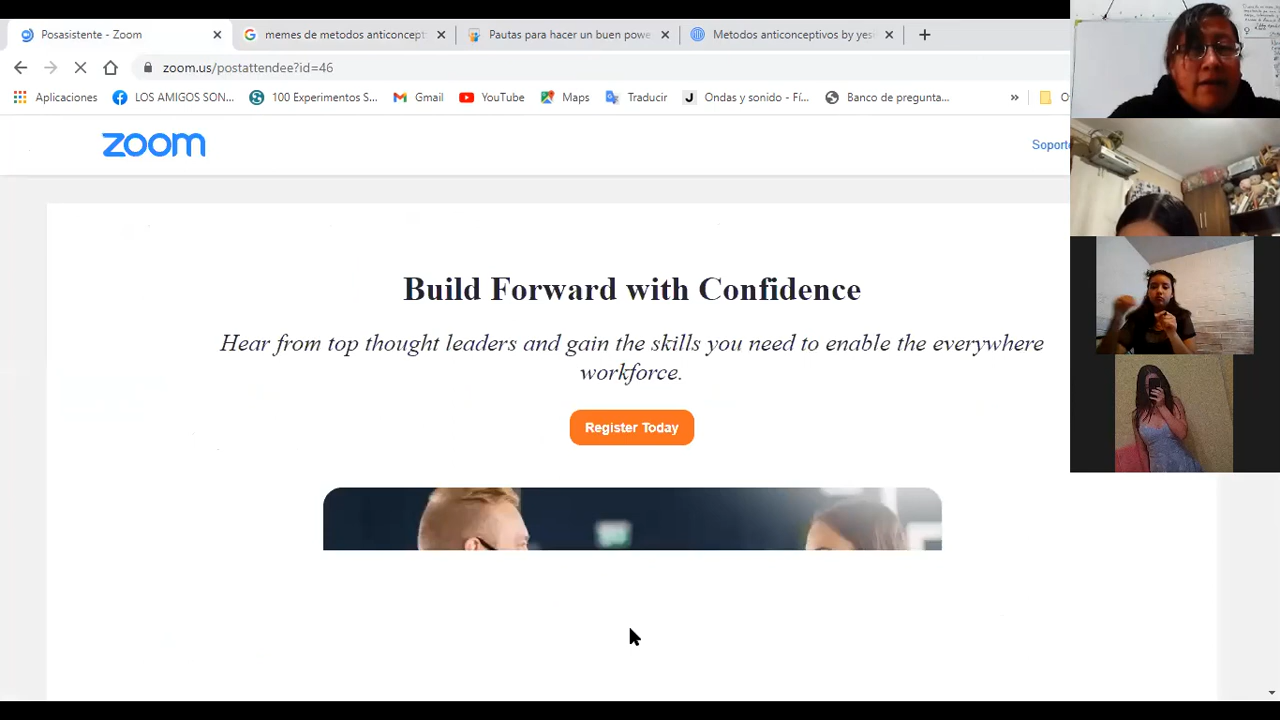 Posasistente - Zoom
memes de metodos anticoncept
Pautas para tener un buen powe
Metodos anticonceptivos by yese
zoom.us/postattendee?id=46
Aplicaciones
LOS AMIGOS SON...
100 Experimentos S...
Gmail
YouTube
Maps
Traducir
Ondas y sonido - Fí...
Banco de pregunta...
»
zoom
Soporte
Build Forward with Confidence
Hear from top thought leaders and gain the skills you need to enable the everywhere
workforce.
Register Today